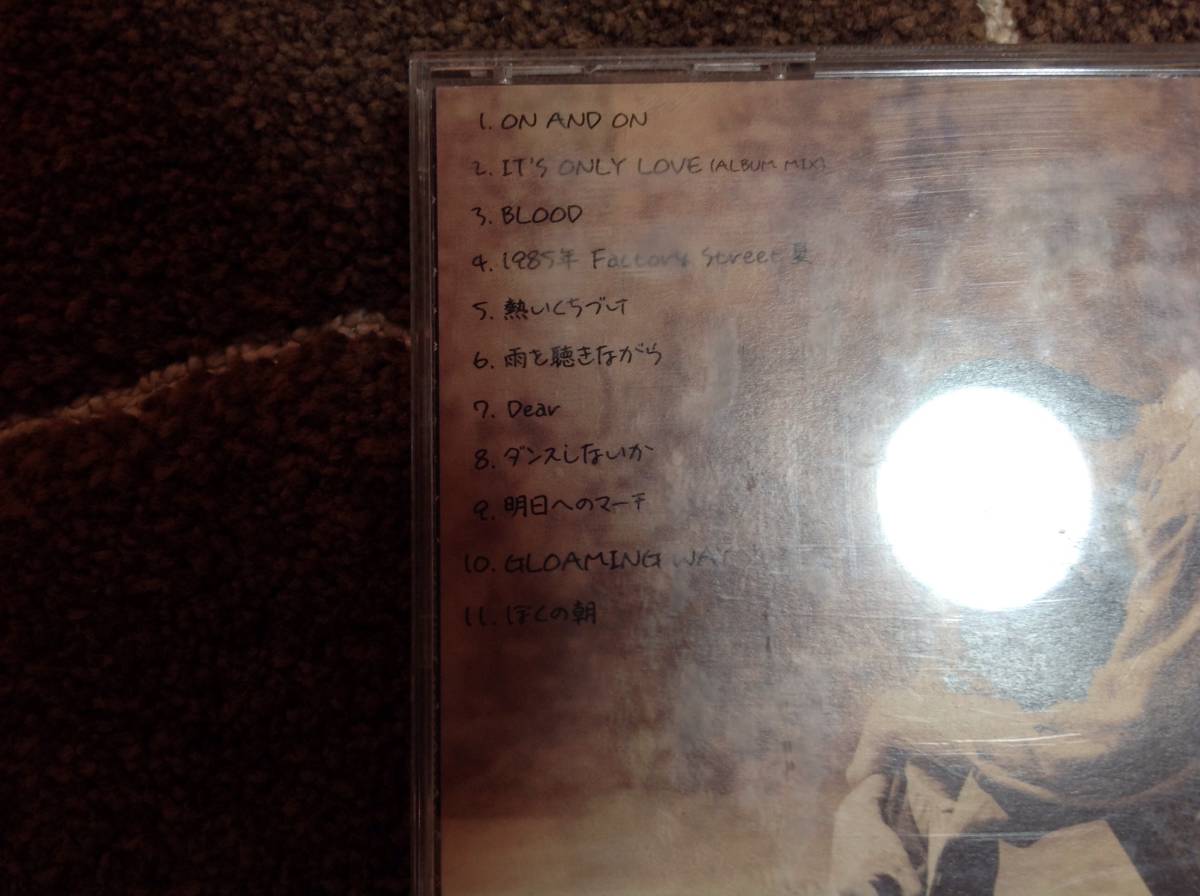 1. ON AND ON
2. IT'S ONLY LOVE (ALBUM MIX)
3. BLOOD
4. 1985年 Factory Street 夏
5. 熱いくちづけ
6. 雨を聴きながら
7. Dear
8. ダンスしないか
9. 明日へのマーチ
10. GLOAMING WAY
11. ぼくの朝